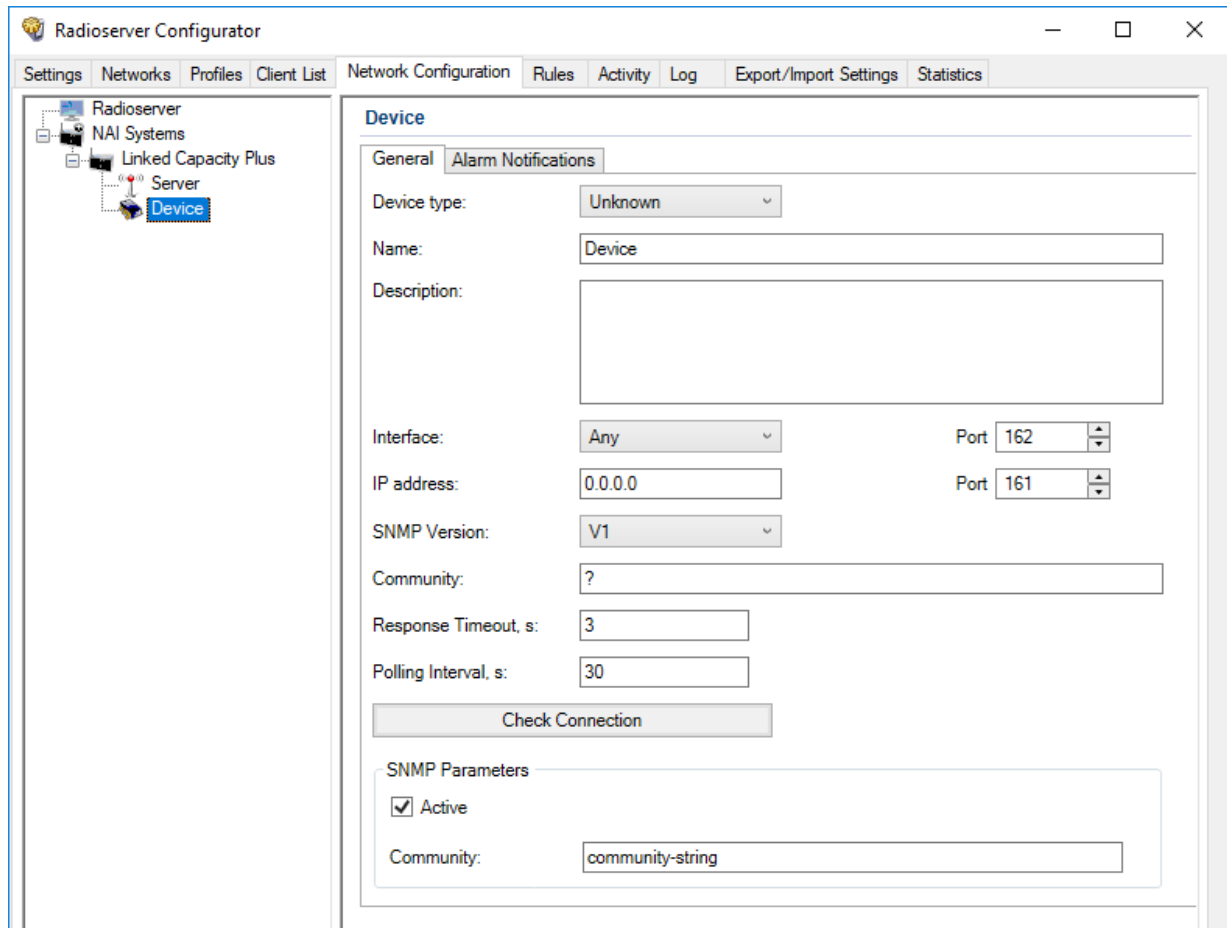 Radioserver Configurator
Settings Networks Profiles Client List Network Configuration Rules Activity Log Export/Import Settings Statistics
Radioserver
NAI Systems
Linked Capacity Plus
Server
Device
Device
General Alarm Notifications
Device type: Unknown
Name: Device
Description:
Interface: Any Port 162
IP address: 0.0.0.0 Port 161
SNMP Version: V1
Community: ?
Response Timeout, s: 3
Polling Interval, s: 30
Check Connection
SNMP Parameters
Active
Community: community-string